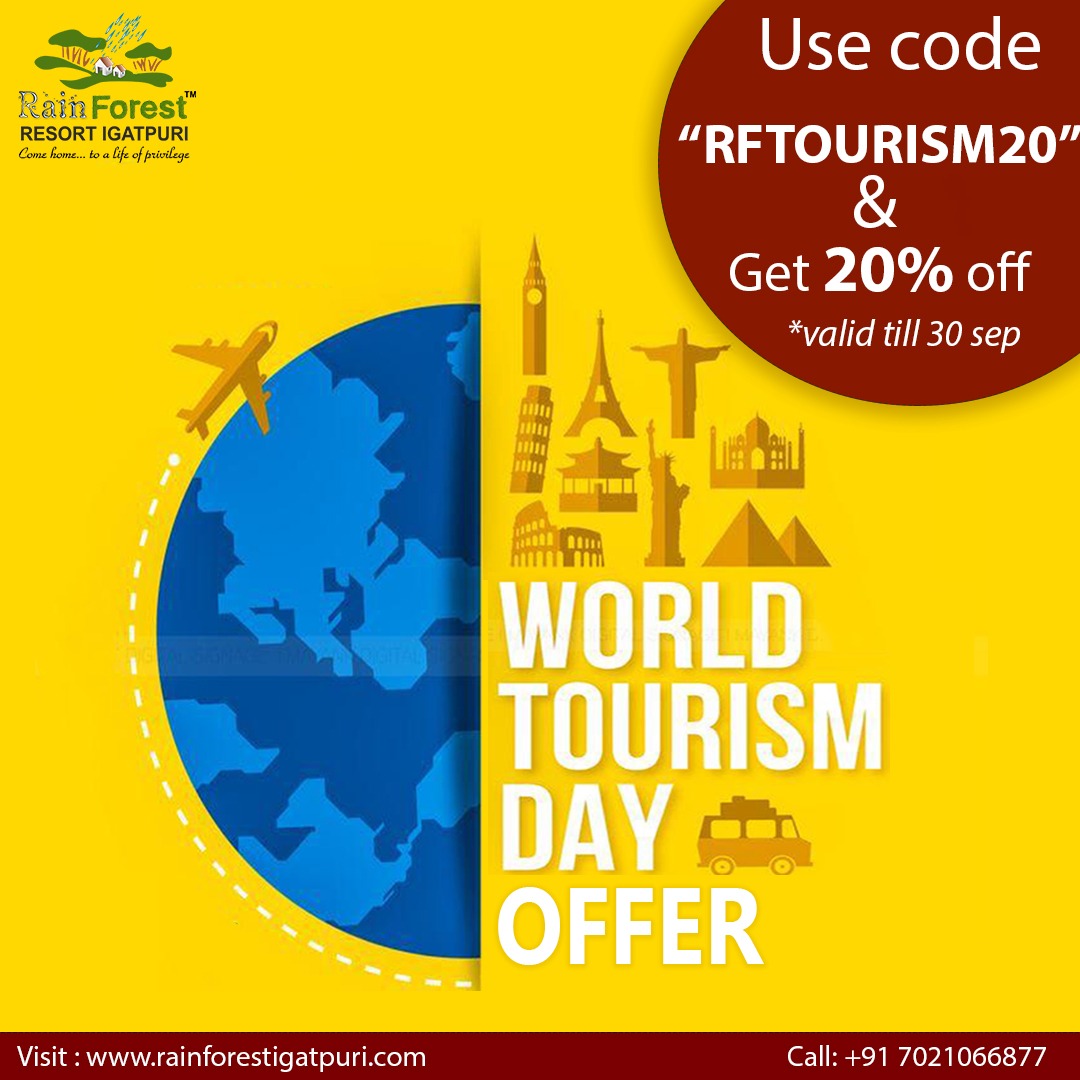 Rain Forest™
RESORT IGATPURI
Come home... to a life of privilege
Use code
“RFTOURISM20”
&
Get 20% off
*valid till 30 sep
WORLD
TOURISM
DAY
OFFER
Visit : www.rainforestigatpuri.com
Call: +91 7021066877